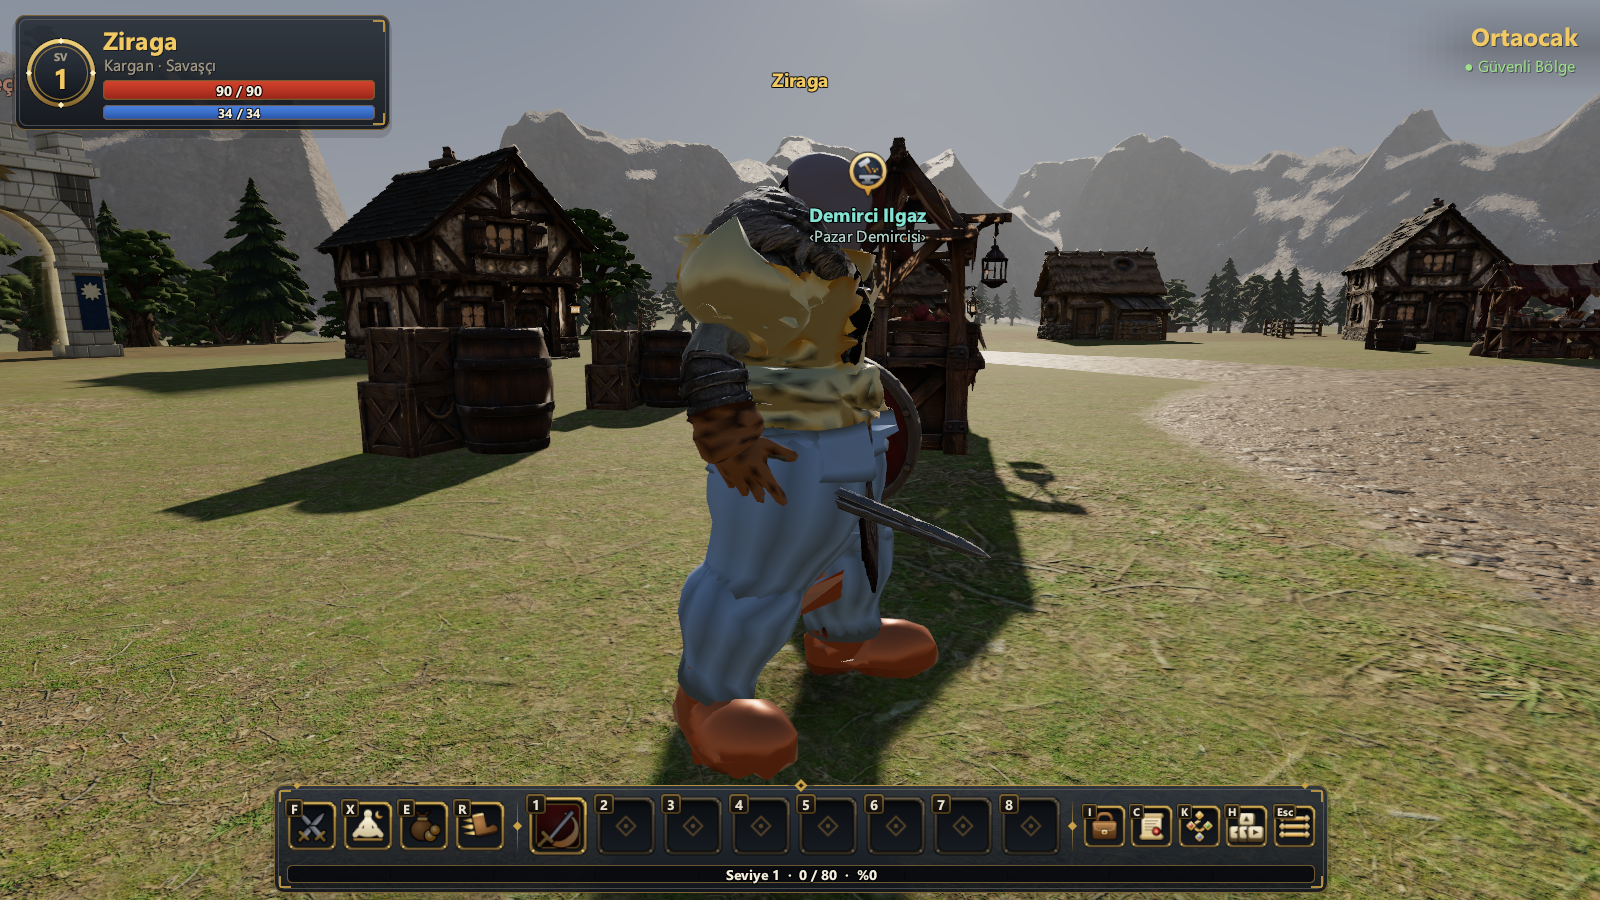 SV
1
Ziraga
Kargan · Savaşçı
90 / 90
34 / 34
Ortaocak
Güvenli Bölge
Ziraga
Demirci Ilgaz
‹Pazar Demircisi›
F
X
E
R
1
2
3
4
5
6
7
8
I
C
K
H
Esc
Seviye 1 · 0 / 80 · %0